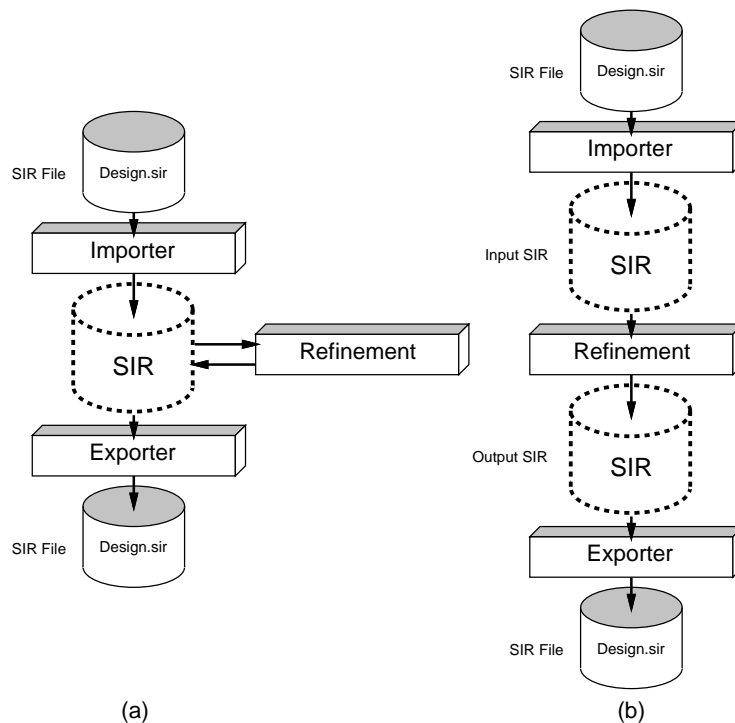 SIR File
Design.sir
Importer
SIR
Refinement
Exporter
SIR File
Design.sir
(a)
SIR File
Design.sir
Importer
Input SIR
SIR
Refinement
Output SIR
SIR
Exporter
SIR File
Design.sir
(b)